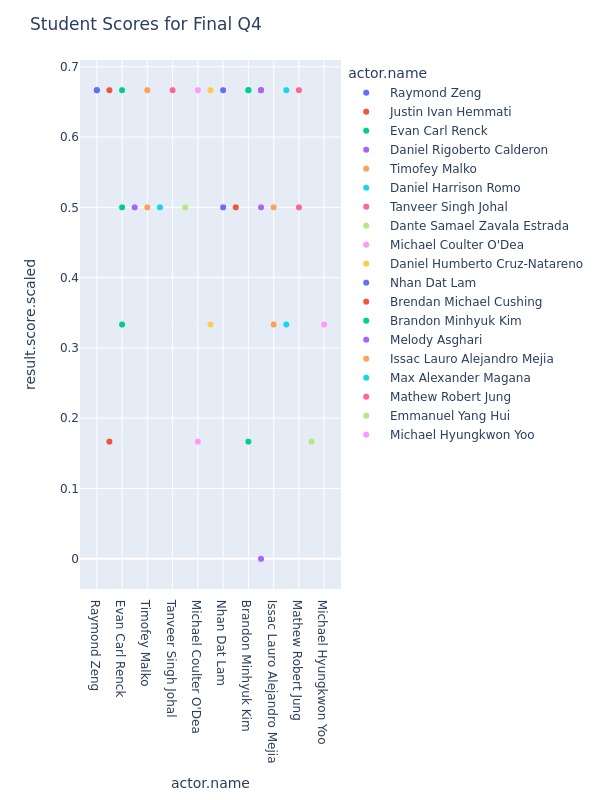 Student Scores for Final Q4
0.7
0.6
0.5
0.4
0.3
0.2
0.1
0
result.score.scaled
Raymond Zeng
Evan Carl Renck
Timofey Malko
Tanveer Singh Johal
Michael Coulter O'Dea
Nhan Dat Lam
Brandon Minhyuk Kim
Issac Lauro Alejandro Mejia
Mathew Robert Jung
Michael Hyungkwon Yoo
actor.name
actor.name
Raymond Zeng
Justin Ivan Hemmati
Evan Carl Renck
Daniel Rigoberto Calderon
Timofey Malko
Daniel Harrison Romo
Tanveer Singh Johal
Dante Samael Zavala Estrada
Michael Coulter O'Dea
Daniel Humberto Cruz-Natareno
Nhan Dat Lam
Brendan Michael Cushing
Brandon Minhyuk Kim
Melody Asghari
Issac Lauro Alejandro Mejia
Max Alexander Magana
Mathew Robert Jung
Emmanuel Yang Hui
Michael Hyungkwon Yoo